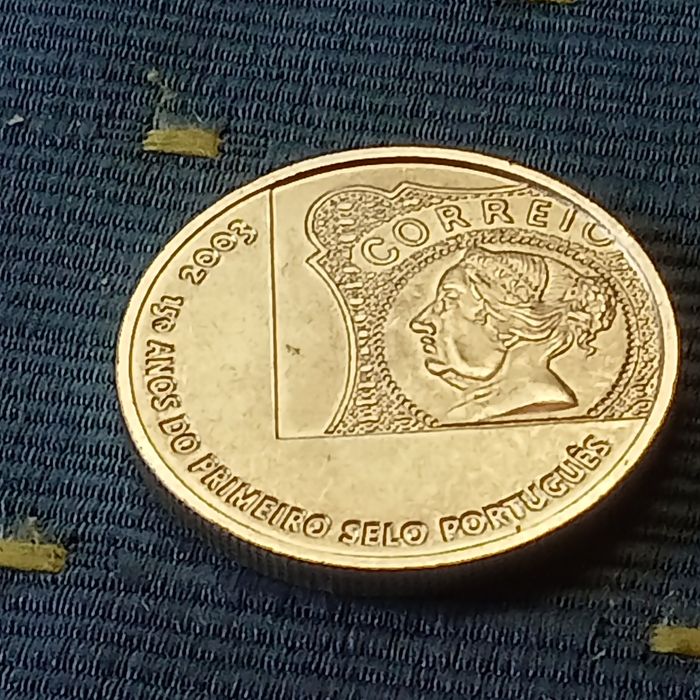 CORREIO
2003
150 ANOS DO PRIMEIRO SELO PORTUGUÊS